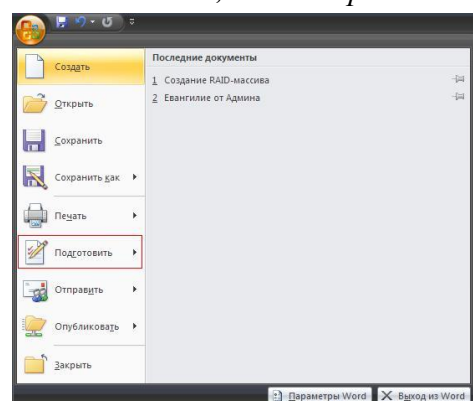 Создать
Открыть
Сохранить
Сохранить как
Печать
Подготовить
Отправить
Опубликовать
Закрыть
Последние документы
1 Создание RAID-массива
2 Евангилие от Админа
Параметры Word
Выход из Word